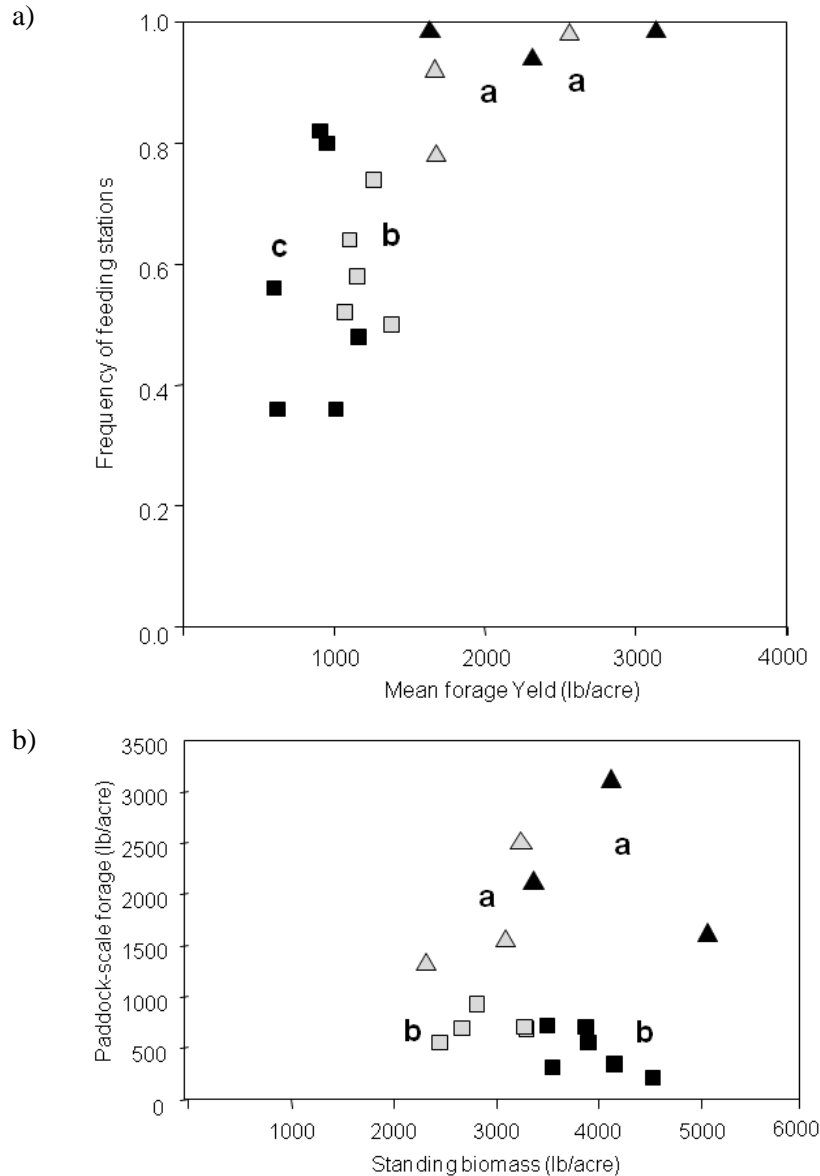 a)
1.0
0.8
0.6
0.4
0.2
0.0
Frequency of feeding stations
a
a
b
c
1000
2000
3000
4000
Mean forage Yeld (lb/acre)
b)
3500
3000
2500
2000
1500
1000
500
0
Paddock-scale forage (lb/acre)
a
a
b
b
1000
2000
3000
4000
5000
6000
Standing biomass (lb/acre)